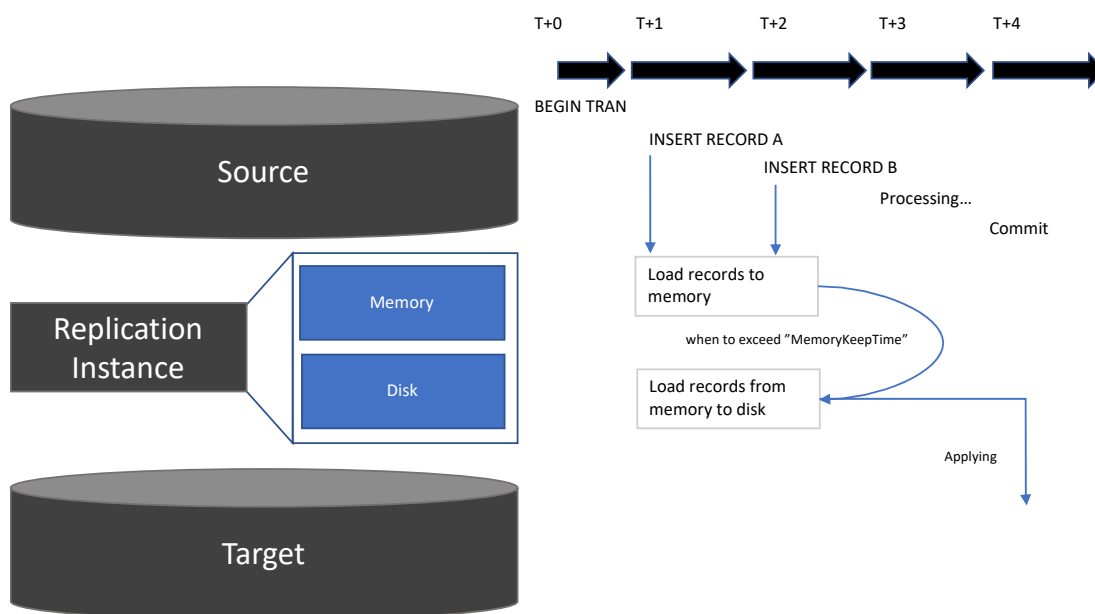 T+0 T+1 T+2 T+3 T+4
BEGIN TRAN
INSERT RECORD A
INSERT RECORD B
Processing...
Commit
Source
Load records to
memory
Memory
Replication
Instance
when to exceed ”MemoryKeepTime”
Disk
Load records from
memory to disk
Applying
Target